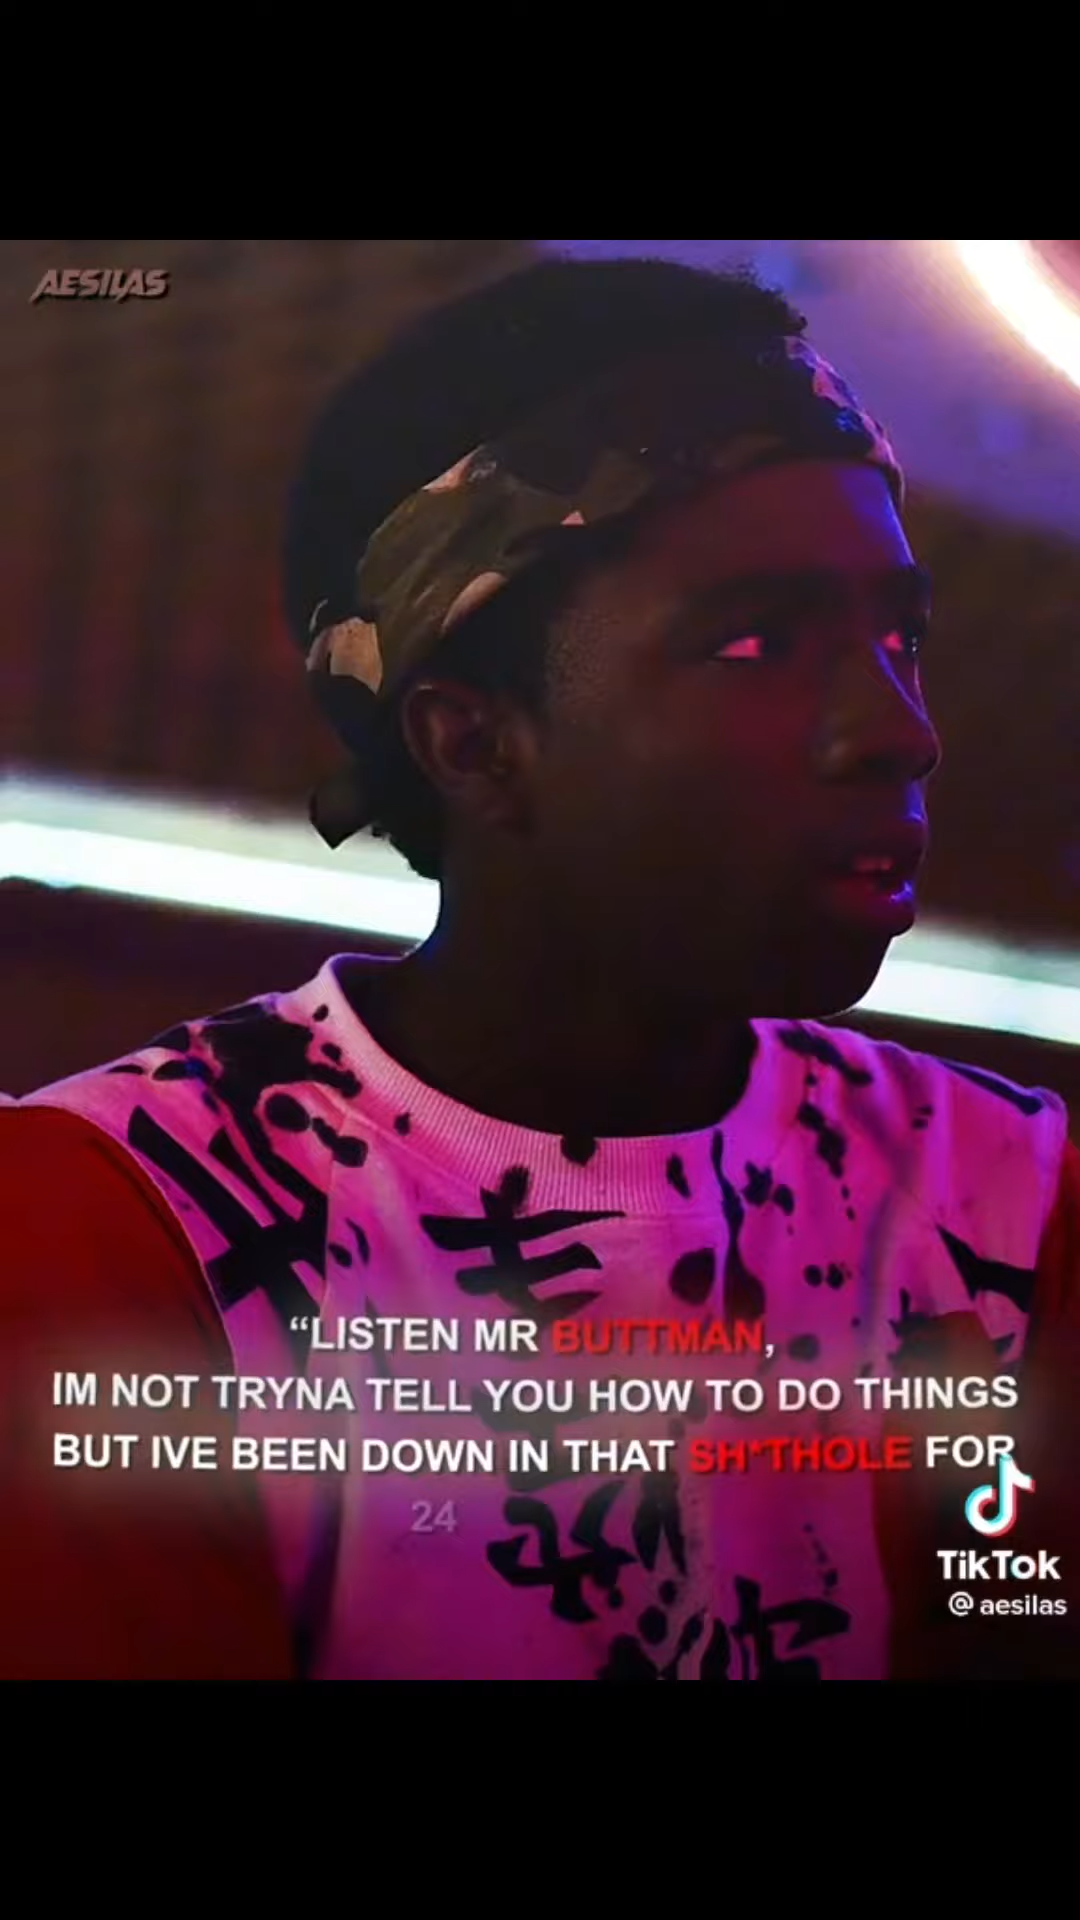 AESILAS
“LISTEN MR BUTTMAN,
IM NOT TRYNA TELL YOU HOW TO DO THINGS
BUT IVE BEEN DOWN IN THAT SH*THOLE FOR
24
TikTok
@ aesilas